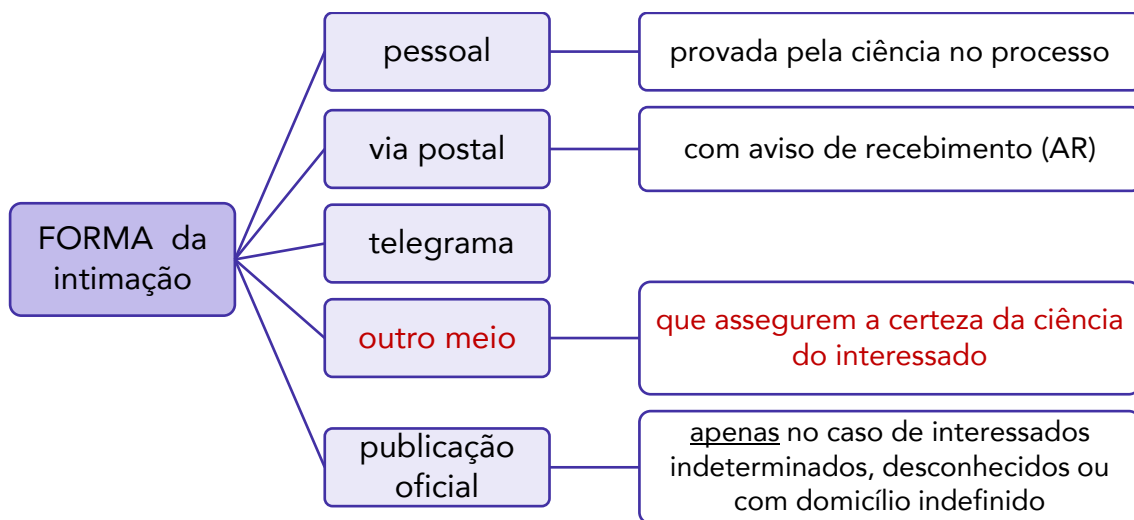 FORMA da
intimação
pessoal
provada pela ciência no processo
via postal
com aviso de recebimento (AR)
telegrama
outro meio
que assegurem a certeza da ciência
do interessado
publicação
oficial
apenas no caso de interessados
indeterminados, desconhecidos ou
com domicílio indefinido